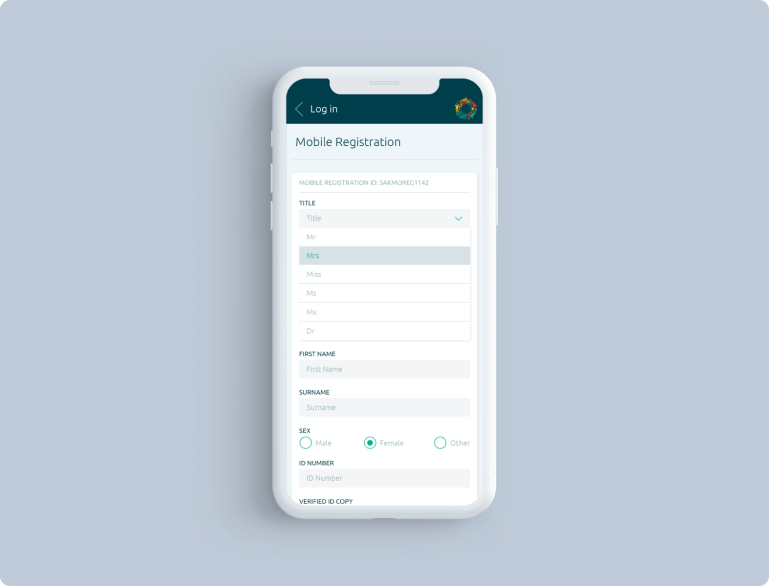 Log in
Mobile Registration
MOBILE REGISTRATION ID: SAKMOREG1142
TITLE
Title
Mr
Mrs
Miss
Ms
Mx
Dr
FIRST NAME
First Name
SURNAME
Surname
SEX
Male Female Other
ID NUMBER
ID Number
VERIFIED ID COPY